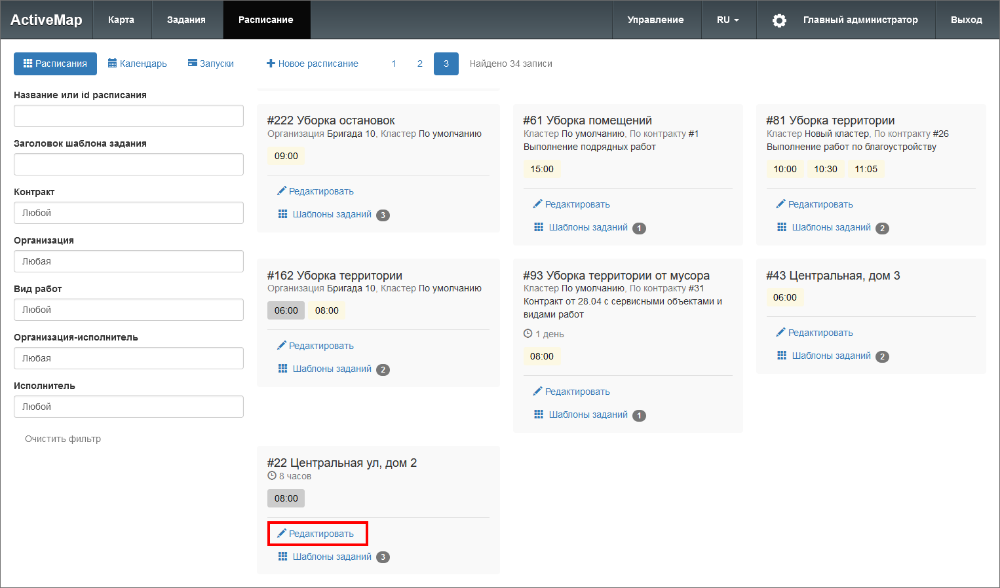 ActiveMap
Карта
Задания
Расписание
Управление
RU
Главный администратор
Выход
Расписания
Календарь
Запуски
Новое расписание
1
2
3
Найдено 34 записи
Название или id расписания
Заголовок шаблона задания
Контракт
Любой
Организация
Любая
Вид работ
Любой
Организация-исполнитель
Любая
Исполнитель
Любой
Очистить фильтр
#222 Уборка остановок
Организация Бригада 10, Кластер По умолчанию
09:00
Редактировать
Шаблоны заданий 3
#61 Уборка помещений
Кластер По умолчанию, По контракту #1
Выполнение подрядных работ
15:00
Редактировать
Шаблоны заданий 1
#81 Уборка территории
Кластер Новый кластер, По контракту #26
Выполнение работ по благоустройству
10:00 10:30 11:05
Редактировать
Шаблоны заданий 2
#162 Уборка территории
Организация Бригада 10, Кластер По умолчанию
06:00 08:00
Редактировать
Шаблоны заданий 2
#93 Уборка территории от мусора
Кластер По умолчанию, По контракту #31
Контракт от 28.04 с сервисными объектами и
видами работ
1 день
08:00
Редактировать
Шаблоны заданий 1
#43 Центральная, дом 3
06:00
Редактировать
Шаблоны заданий 2
#22 Центральная ул, дом 2
8 часов
08:00
Редактировать
Шаблоны заданий 3